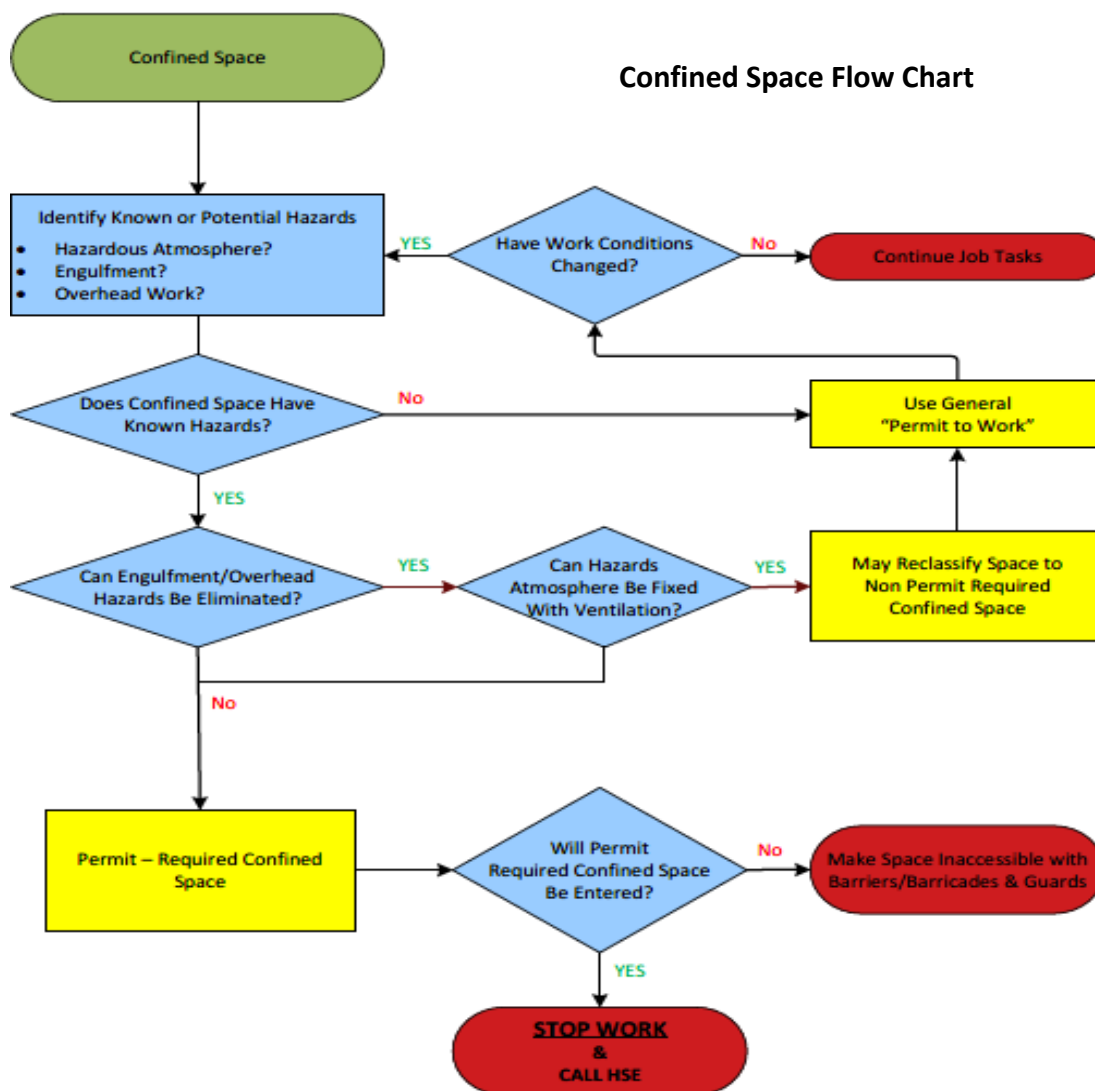 Confined Space
Confined Space Flow Chart
Identify Known or Potential Hazards
• Hazardous Atmosphere?
• Engulfment?
• Overhead Work?
YES
Have Work Conditions
Changed?
No
Continue Job Tasks
Does Confined Space Have
Known Hazards?
No
Use General
“Permit to Work”
YES
Can Engulfment/Overhead
Hazards Be Eliminated?
YES
Can Hazards
Atmosphere Be Fixed
With Ventilation?
YES
May Reclassify Space to
Non Permit Required
Confined Space
No
Permit – Required Confined
Space
Will Permit
Required Confined Space
Be Entered?
No
Make Space Inaccessible with
Barriers/Barricades & Guards
YES
STOP WORK
&
CALL HSE